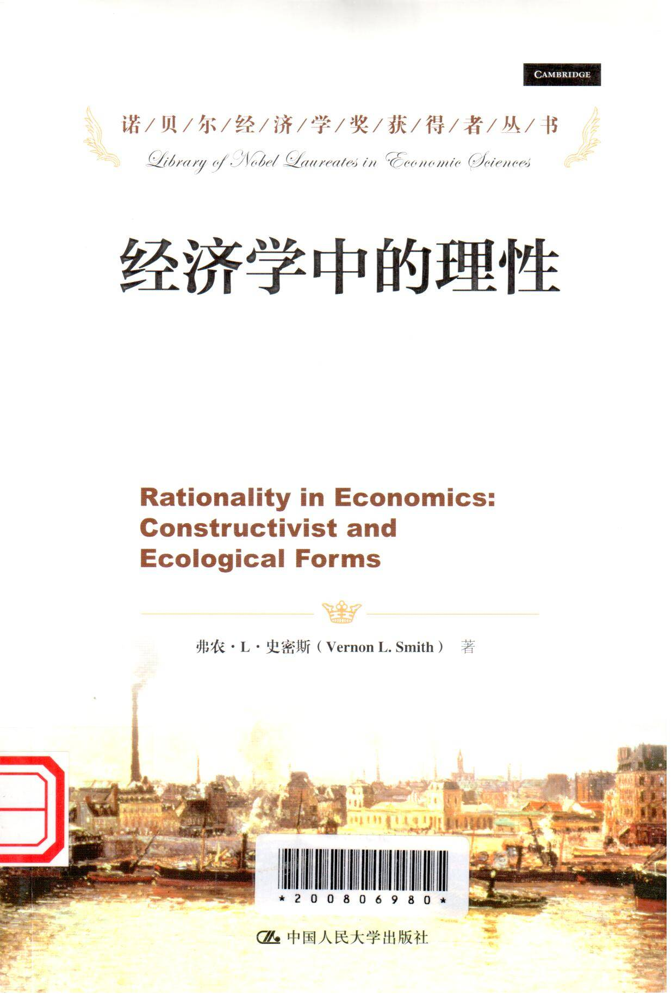 CAMBRIDGE
诺/贝/尔/经/济/学/奖/获/得/者/丛/书
Library of Nobel Laureates in Economic Sciences
经济学中的理性
Rationality in Economics:
Constructivist and
Ecological Forms
弗农·L·史密斯(Vernon L. Smith) 著
*200806980*
中国人民大学出版社